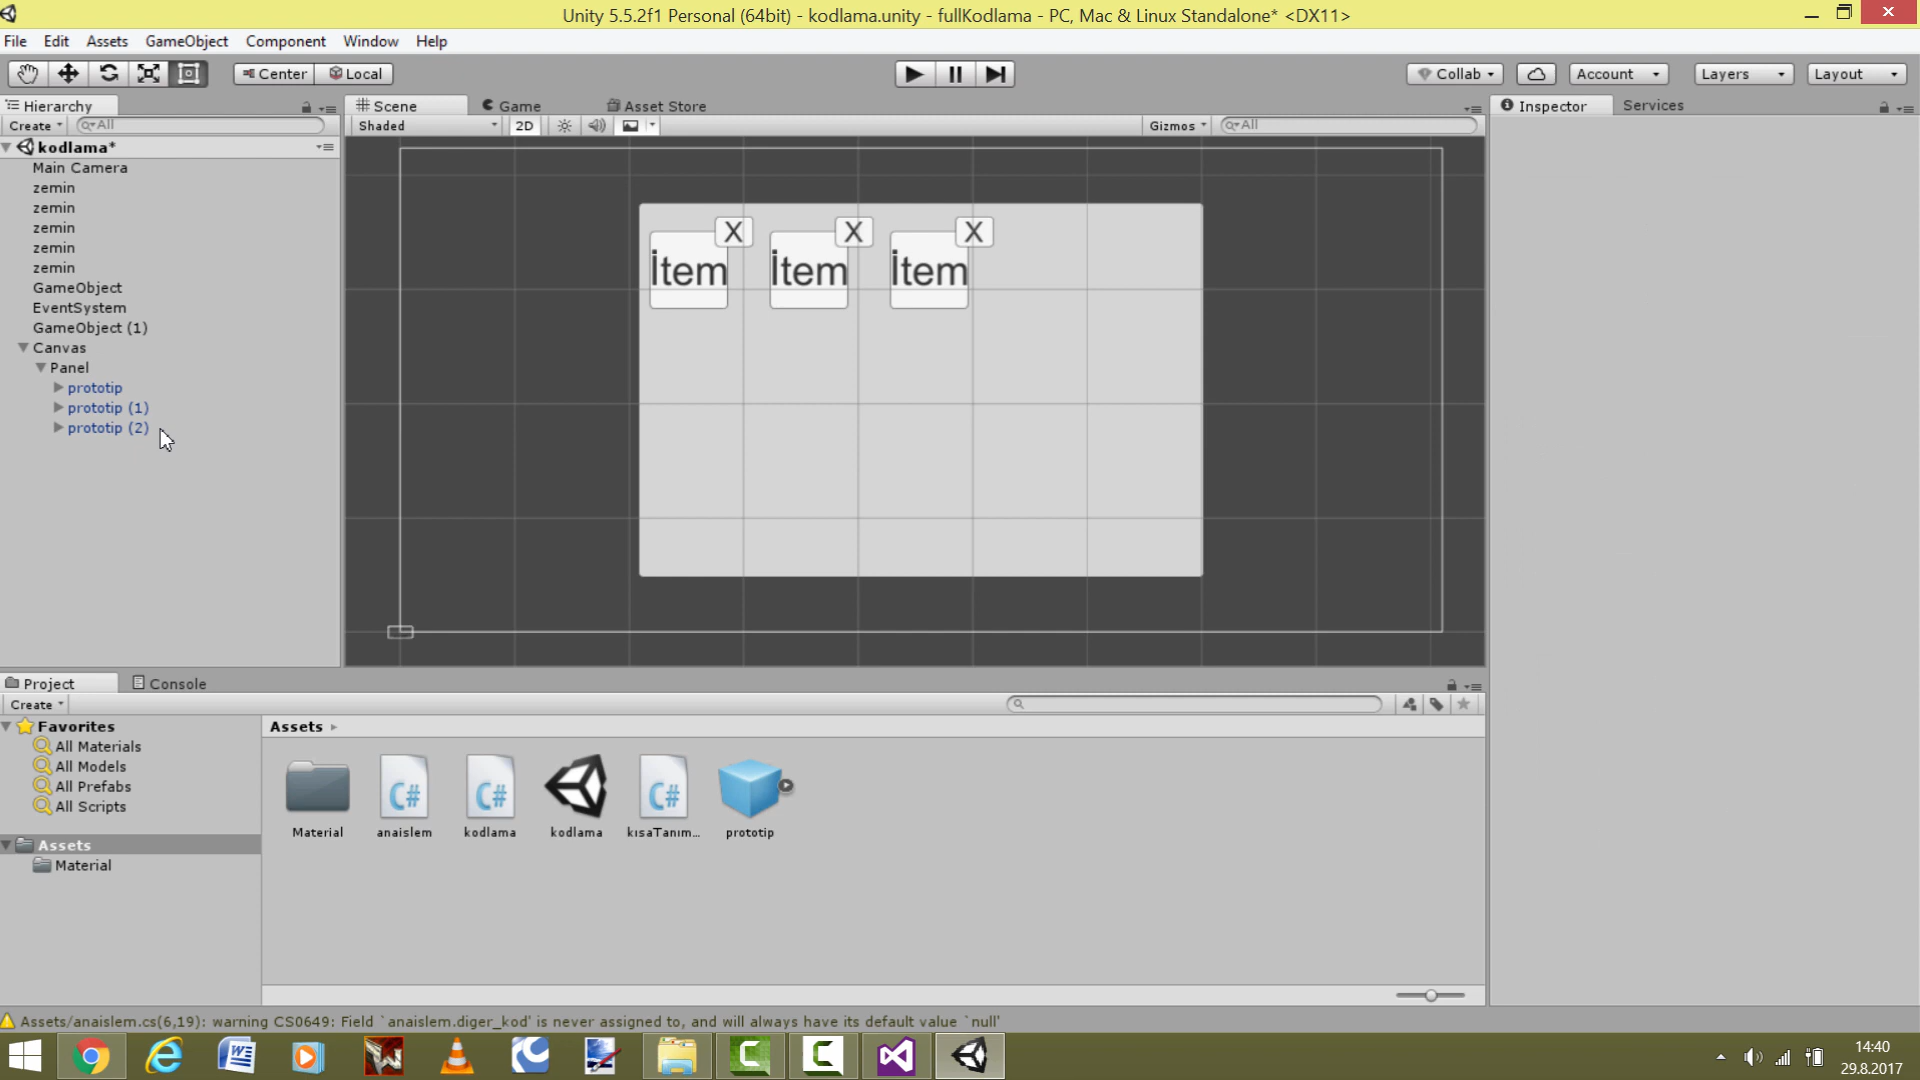 Unity 5.5.2f1 Personal (64bit) - kodlama.unity - fullKodlama - PC, Mac & Linux Standalone* <DX11>
File Edit Assets GameObject Component Window Help
Center Local Collab Account Layers Layout
Hierarchy Scene Game Asset Store Inspector Services
Create All Shaded 2D Gizmos All
kodlama*
Main Camera
zemin
zemin
zemin
zemin
zemin
GameObject
EventSystem
GameObject (1)
Canvas
Panel
prototip
prototip (1)
prototip (2)
X X X
İtem İtem İtem
Project Console
Create
Favorites
All Materials
All Models
All Prefabs
All Scripts
Assets
Material
Assets
Material anaislem kodlama kodlama kısaTanım... prototip
C# C# C#
Assets/anaislem.cs(6,19): warning CS0649: Field `anaislem.diger_kod' is never assigned to, and will always have its default value `null'
14:40
29.8.2017